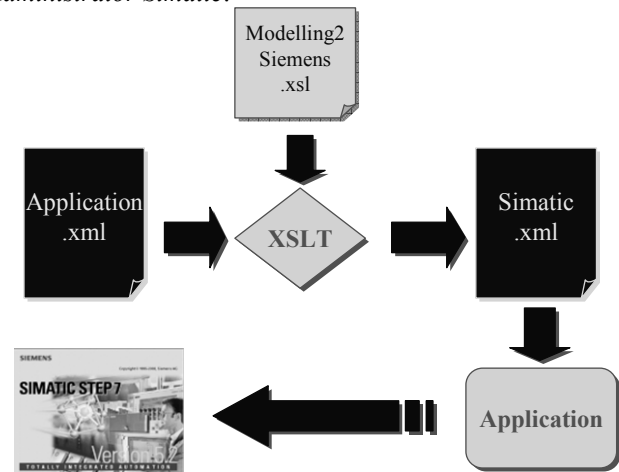 Modelling2
Siemens
.xsl
Application
.xml
XSLT
Simatic
.xml
SIEMENS
SIMATIC STEP 7
Version 5.2
TOTALLY INTEGRATED AUTOMATION
Application